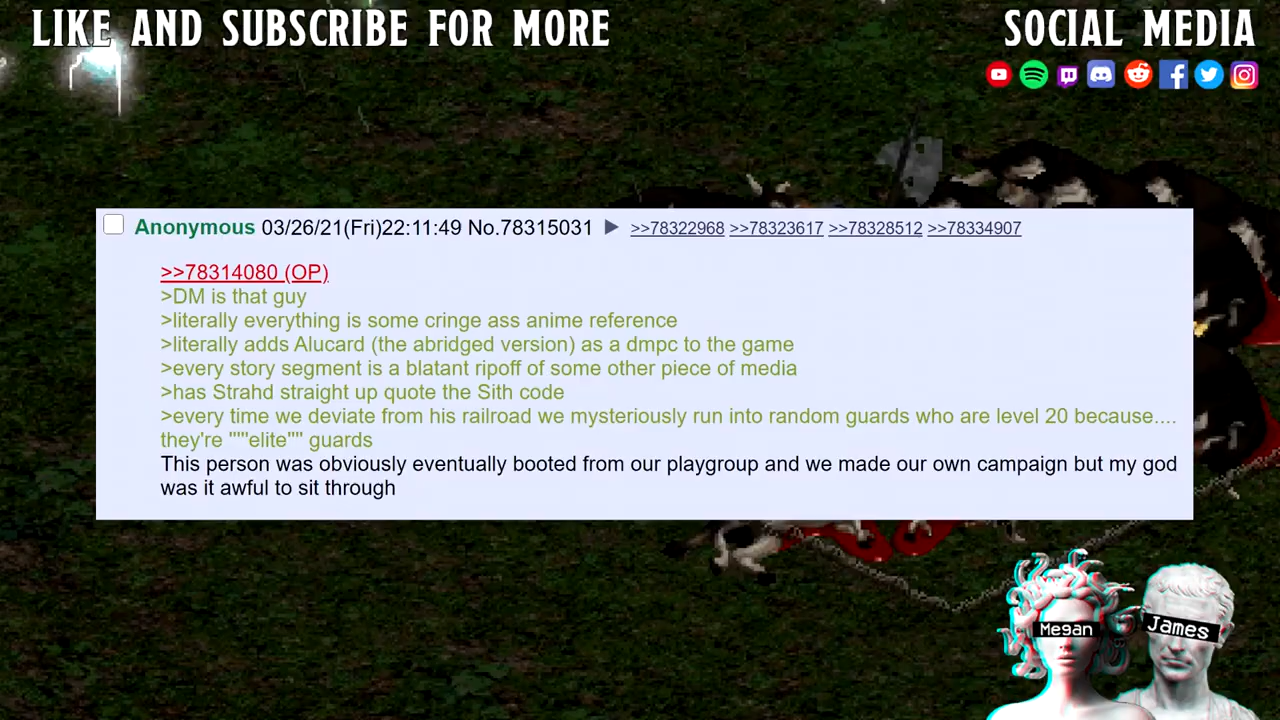 LIKE AND SUBSCRIBE FOR MORE
SOCIAL MEDIA
Anonymous 03/26/21(Fri)22:11:49 No.78315031 ▶ >>78322968 >>78323617 >>78328512 >>78334907
>>78314080 (OP)
>DM is that guy
>literally everything is some cringe ass anime reference
>literally adds Alucard (the abridged version) as a dmpc to the game
>every story segment is a blatant ripoff of some other piece of media
>has Strahd straight up quote the Sith code
>every time we deviate from his railroad we mysteriously run into random guards who are level 20 because....
they're """elite""" guards
This person was obviously eventually booted from our playgroup and we made our own campaign but my god
was it awful to sit through
Megan
James